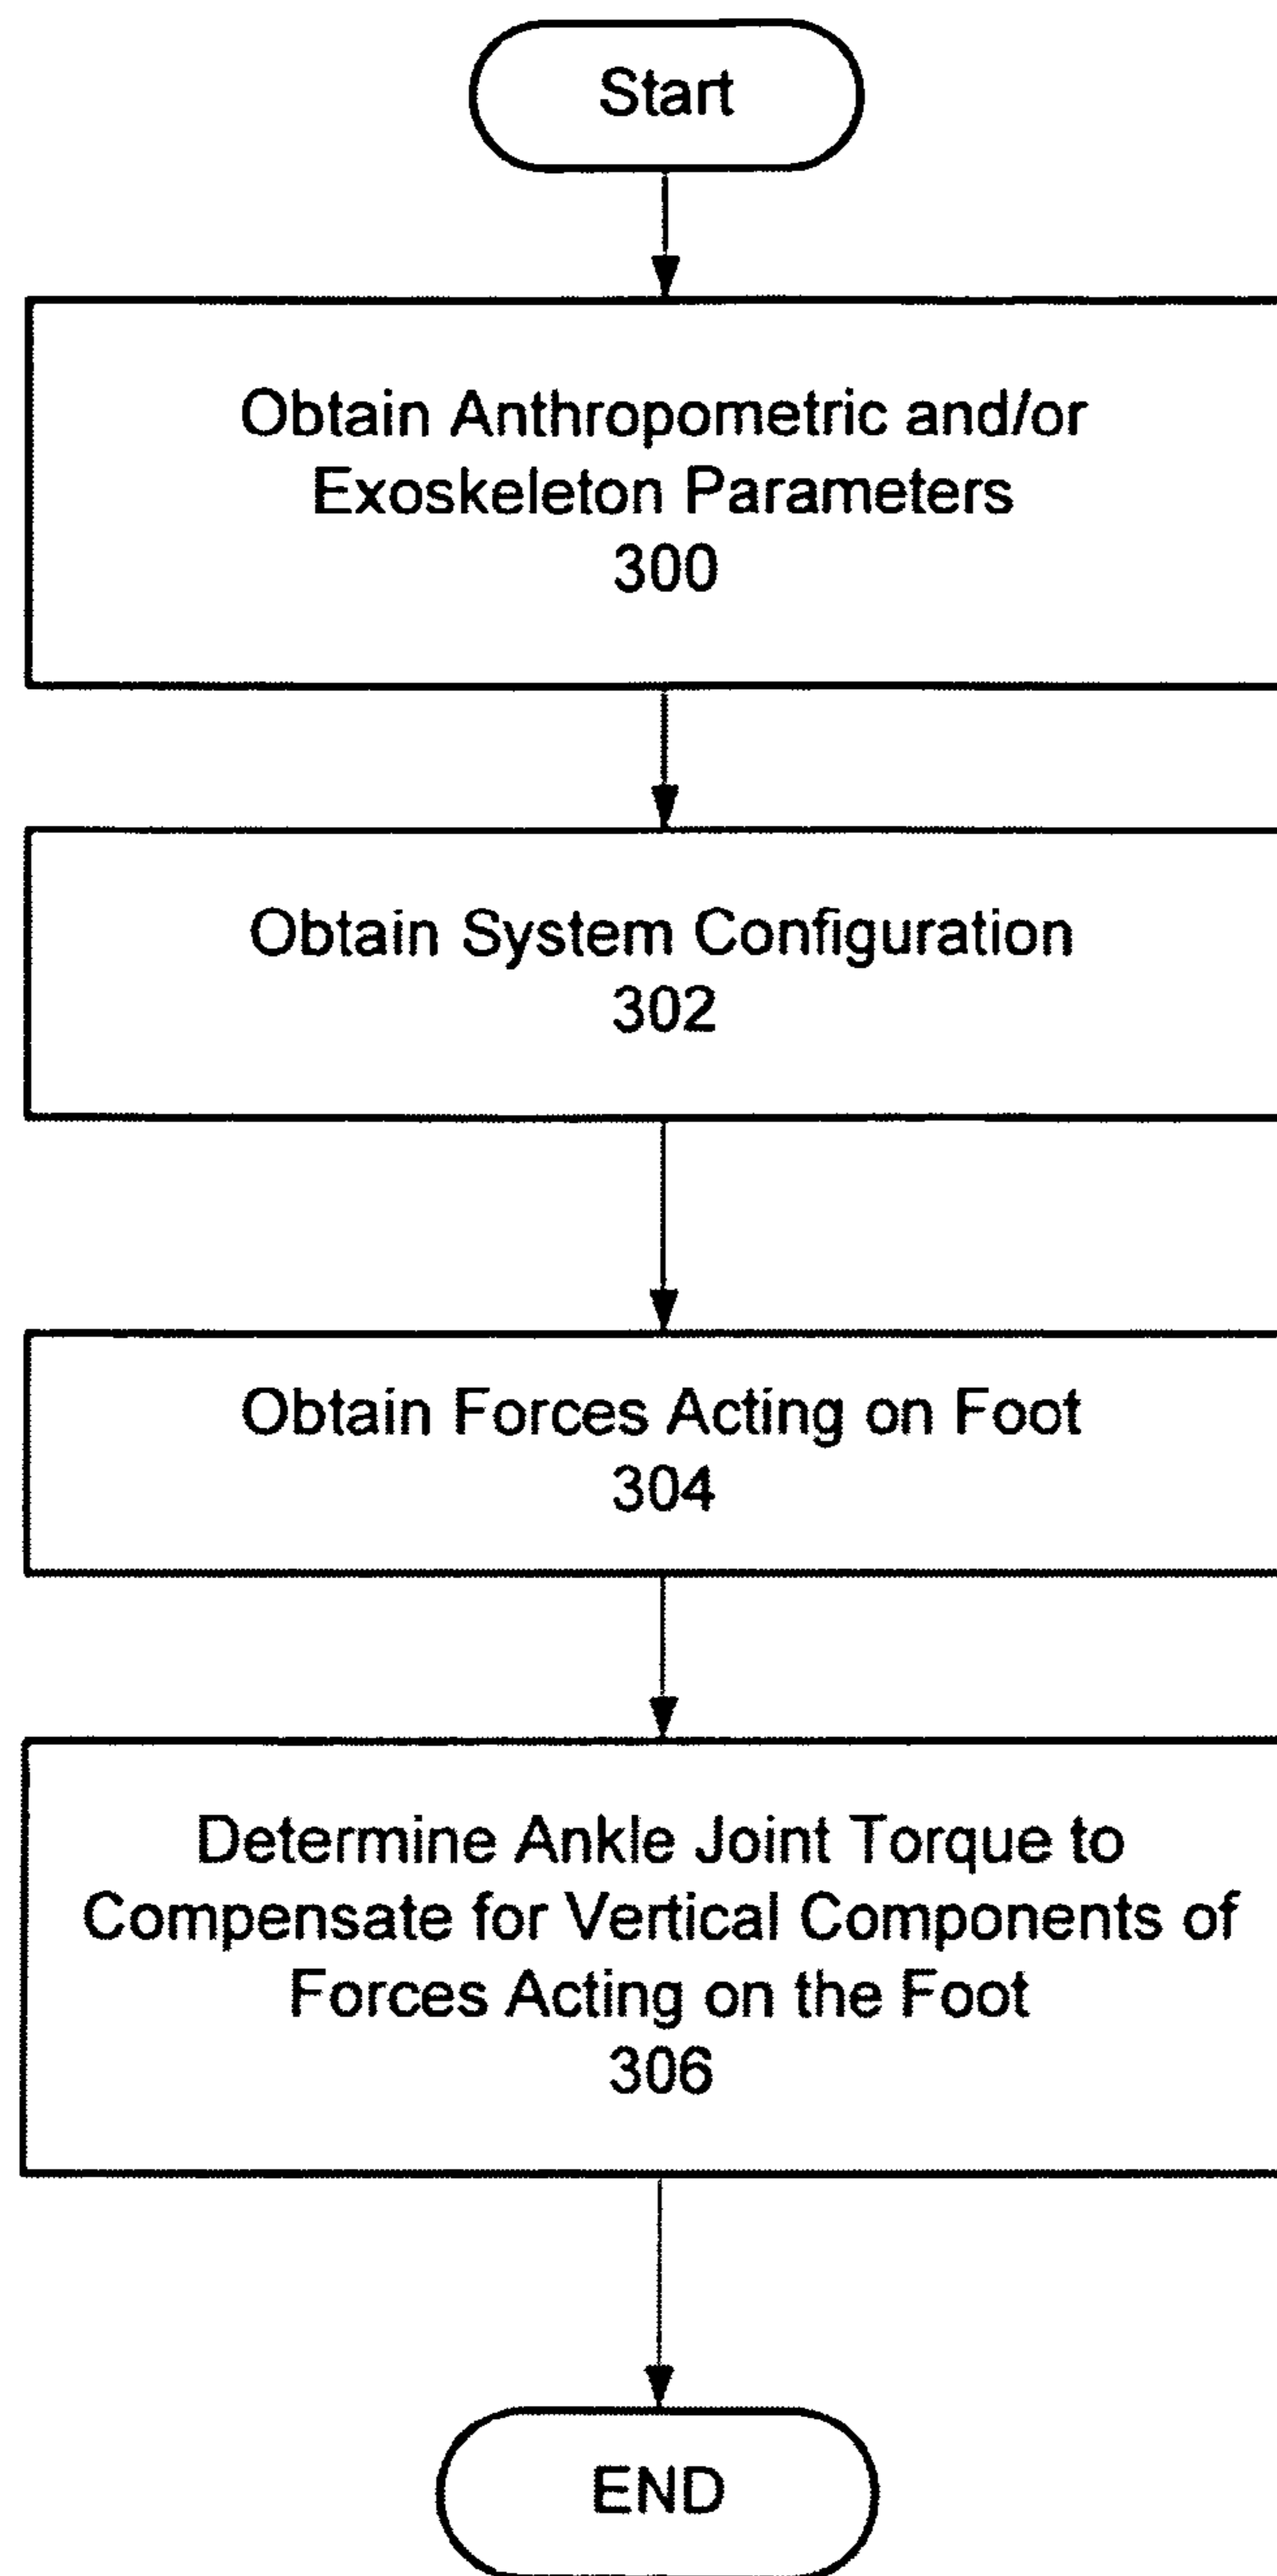 Start
Obtain Anthropometric and/or
Exoskeleton Parameters
300
Obtain System Configuration
302
Obtain Forces Acting on Foot
304
Determine Ankle Joint Torque to
Compensate for Vertical Components of
Forces Acting on the Foot
306
END